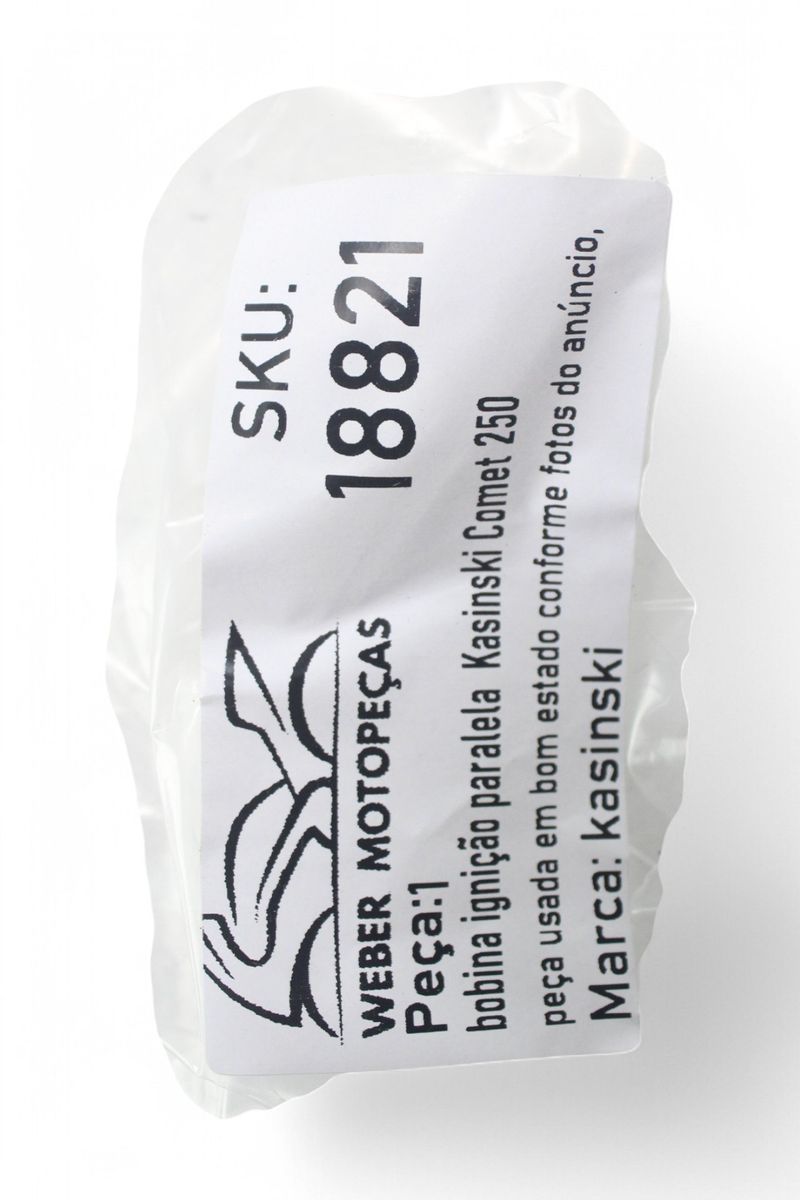 SKU:
18821
WEBER MOTOPEÇAS
Peça:1
bobina ignição paralela Kasinski Comet 250
peça usada em bom estado conforme fotos do anúncio,
Marca: kasinski